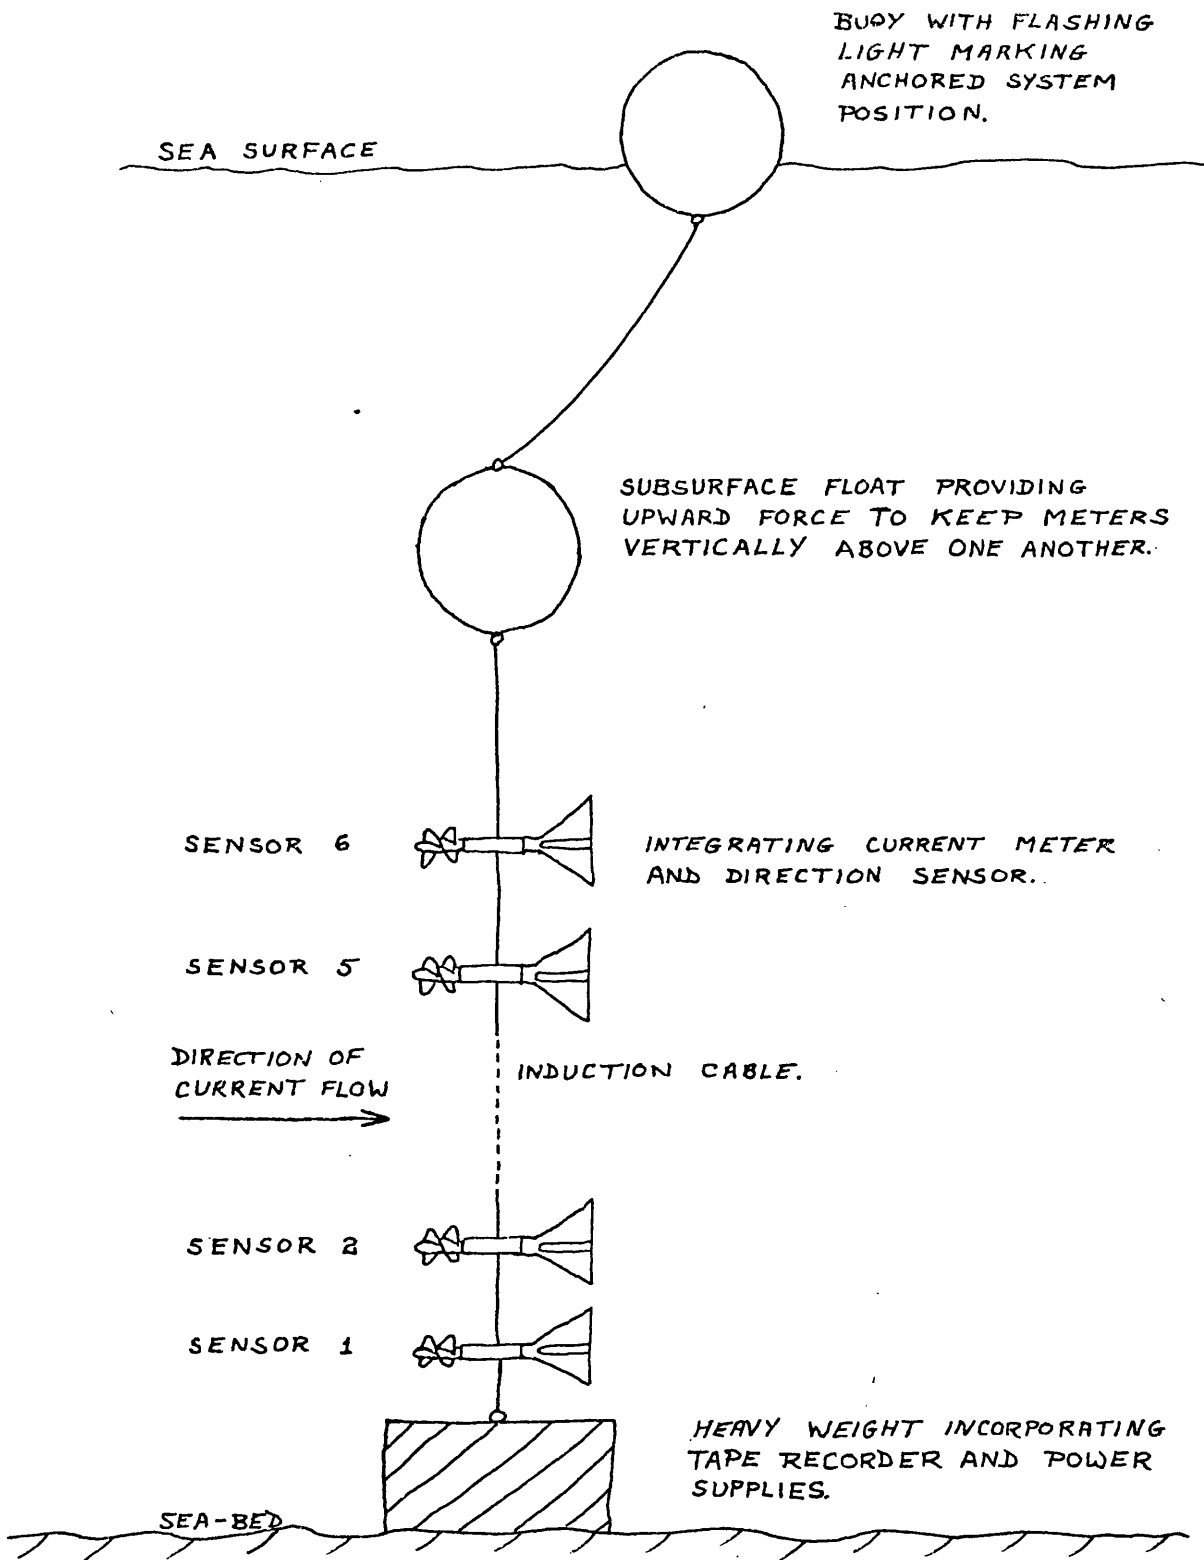 BUOY WITH FLASHING
LIGHT MARKING
ANCHORED SYSTEM
POSITION.
SEA SURFACE
SUBSURFACE FLOAT PROVIDING
UPWARD FORCE TO KEEP METERS
VERTICALLY ABOVE ONE ANOTHER.
SENSOR 6
INTEGRATING CURRENT METER
AND DIRECTION SENSOR.
SENSOR 5
DIRECTION OF
CURRENT FLOW
INDUCTION CABLE.
SENSOR 2
SENSOR 1
HEAVY WEIGHT INCORPORATING
TAPE RECORDER AND POWER
SUPPLIES.
SEA-BED